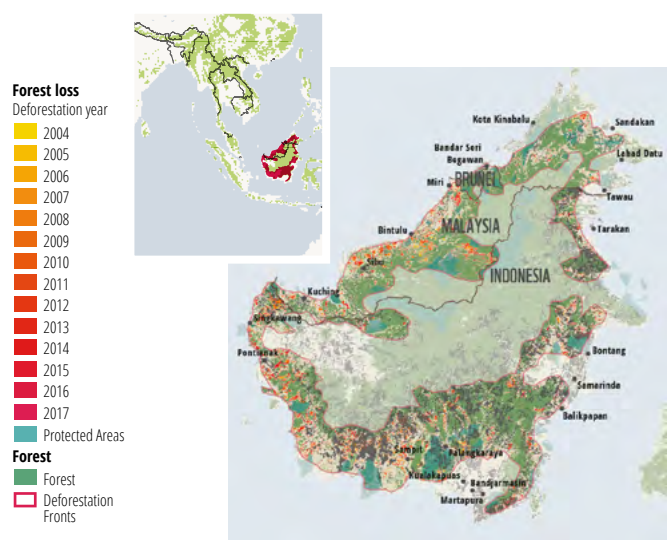 Forest loss
Deforestation year
2004
2005
2006
2007
2008
2009
2010
2011
2012
2013
2014
2015
2016
2017
Protected Areas
Forest
Forest
Deforestation
Fronts
Kota Kinabalu
Sandakan
Bandar Seri
Begawan
Lahad Datu
BRUNEI
Miri
Tawau
MALAYSIA
Bintulu
Tarakan
Sibu
INDONESIA
Kuching
Singkawang
Pontianak
Bontang
Samarinda
Balikpapan
Sampit
Palangkaraya
Kualakapuas
Bandjarmasin
Martapura